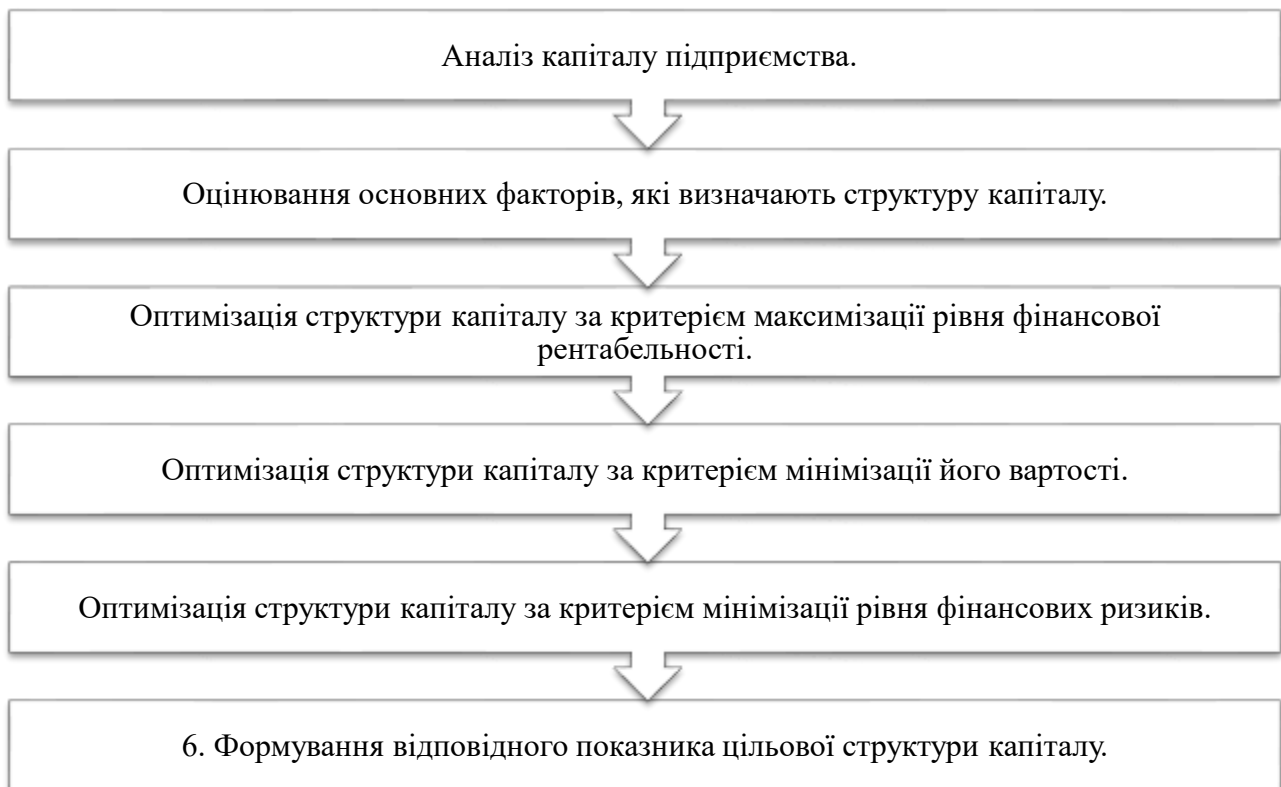 Аналіз капіталу підприємства.
Оцінювання основних факторів, які визначають структуру капіталу.
Оптимізація структури капіталу за критерієм максимізації рівня фінансової
рентабельності.
Оптимізація структури капіталу за критерієм мінімізації його вартості.
Оптимізація структури капіталу за критерієм мінімізації рівня фінансових ризиків.
6. Формування відповідного показника цільової структури капіталу.